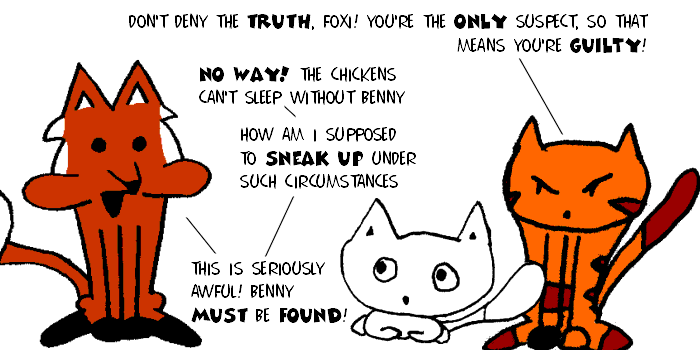 DON'T DENY THE TRUTH, FOXI! YOU'RE THE ONLY SUSPECT, SO THAT
MEANS YOU'RE GUILTY!
NO WAY! THE CHICKENS
CAN'T SLEEP WITHOUT BENNY
HOW AM I SUPPOSED
TO SNEAK UP UNDER
SUCH CIRCUMSTANCES
THIS IS SERIOUSLY
AWFUL! BENNY
MUST BE FOUND!